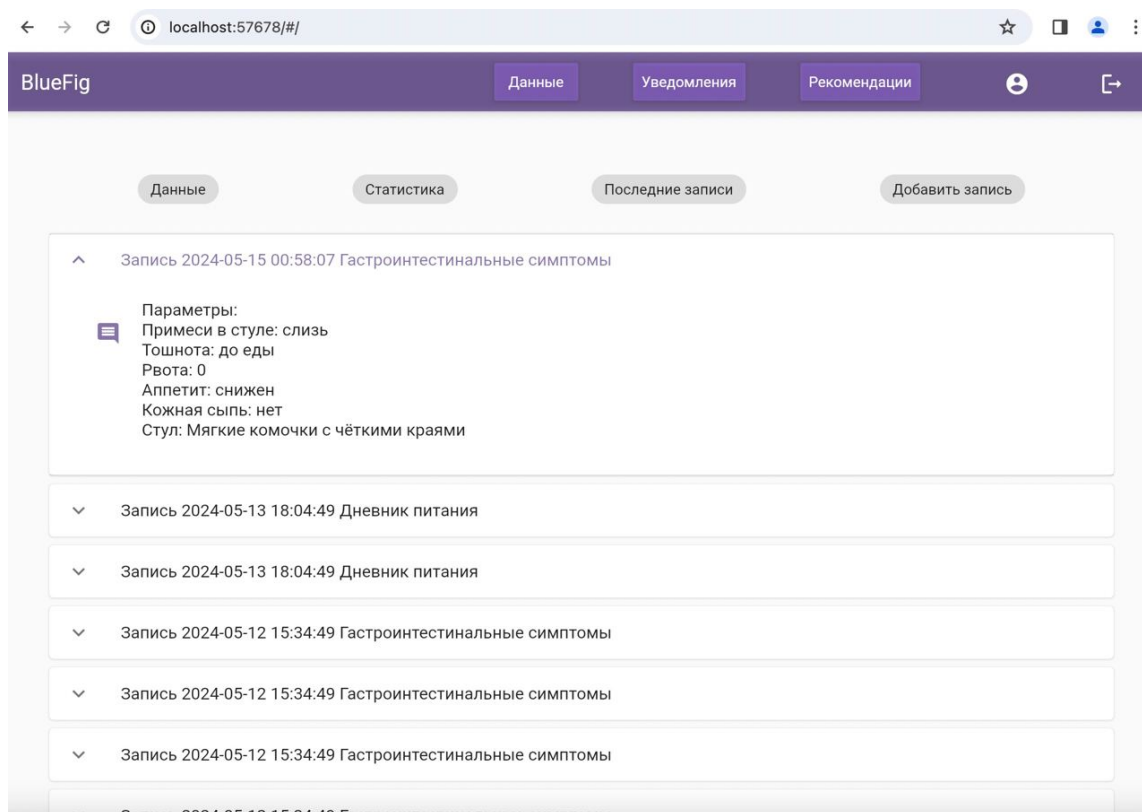 localhost:57678/#/
BlueFig
Данные
Уведомления
Рекомендации
Данные
Статистика
Последние записи
Добавить запись
Запись 2024-05-15 00:58:07 Гастроинтестинальные симптомы
Параметры:
Примеси в стуле: слизь
Тошнота: до еды
Рвота: 0
Аппетит: снижен
Кожная сыпь: нет
Стул: Мягкие комочки с чёткими краями
Запись 2024-05-13 18:04:49 Дневник питания
Запись 2024-05-13 18:04:49 Дневник питания
Запись 2024-05-12 15:34:49 Гастроинтестинальные симптомы
Запись 2024-05-12 15:34:49 Гастроинтестинальные симптомы
Запись 2024-05-12 15:34:49 Гастроинтестинальные симптомы